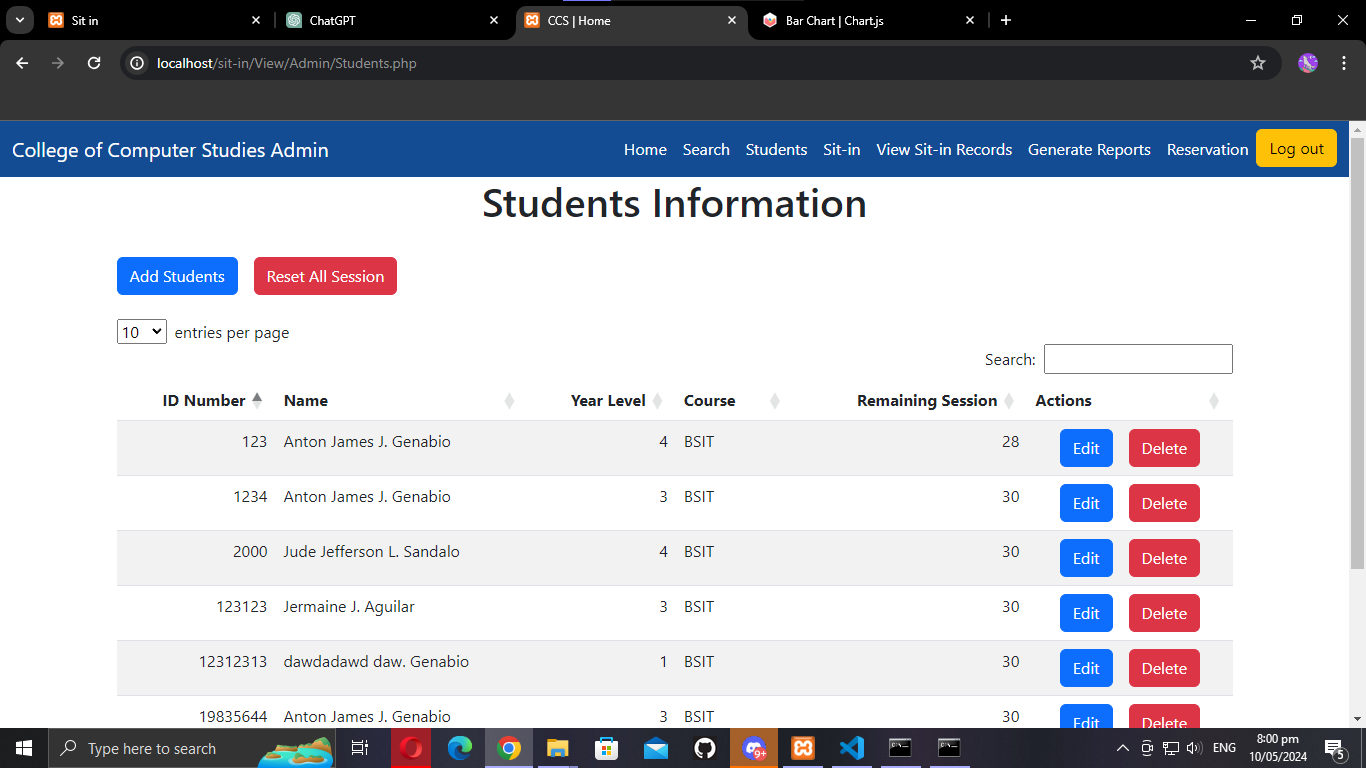 Sit in
ChatGPT
CCS | Home
Bar Chart | Chart.js
localhost/sit-in/View/Admin/Students.php
College of Computer Studies Admin
Home Search Students Sit-in View Sit-in Records Generate Reports Reservation Log out
Students Information
Add Students Reset All Session
10 entries per page
Search:
ID Number Name Year Level Course Remaining Session Actions
123 Anton James J. Genabio 4 BSIT 28 Edit Delete
1234 Anton James J. Genabio 3 BSIT 30 Edit Delete
2000 Jude Jefferson L. Sandalo 4 BSIT 30 Edit Delete
123123 Jermaine J. Aguilar 3 BSIT 30 Edit Delete
12312313 dawdadawd daw. Genabio 1 BSIT 30 Edit Delete
19835644 Anton James J. Genabio 3 BSIT 30 Edit Delete
Type here to search
9+
ENG
8:00 pm
10/05/2024
5